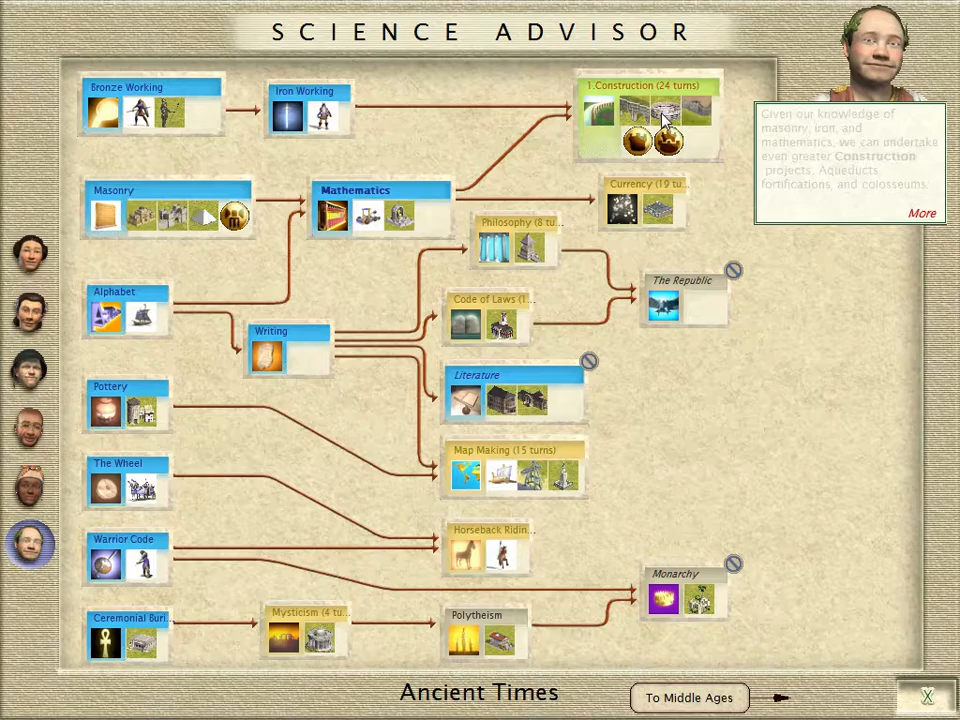 SCIENCE ADVISOR
Bronze Working
Iron Working
1.Construction (24 turns)
Given our knowledge of
masonry, iron, and
mathematics, we can undertake
even greater Construction
projects, Aqueducts
fortifications, and colosseums.
More
Masonry
Mathematics
Currency (19 tu...
Philosophy (8 tu...
The Republic
Alphabet
Code of Laws (1...
Writing
Literature
Pottery
Map Making (15 turns)
The Wheel
Horseback Ridin...
Warrior Code
Monarchy
Ceremonial Buri...
Mysticism (4 tu...
Polytheism
Ancient Times
To Middle Ages
X